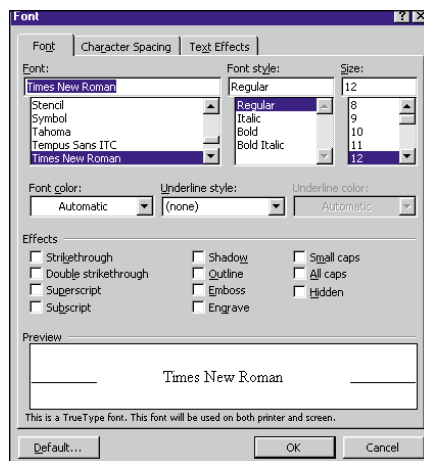 Font
Font Character Spacing Text Effects
Font: Font style: Size:
Times New Roman Regular 12
Stencil Regular 8
Symbol Italic 9
Tahoma Bold 10
Tempus Sans ITC Bold Italic 11
Times New Roman 12
Font color: Underline style: Underline color:
Automatic (none) Automatic
Effects
Strikethrough Shadow Small caps
Double strikethrough Outline All caps
Superscript Emboss Hidden
Subscript Engrave
Preview
Times New Roman
This is a TrueType font. This font will be used on both printer and screen.
Default... OK Cancel